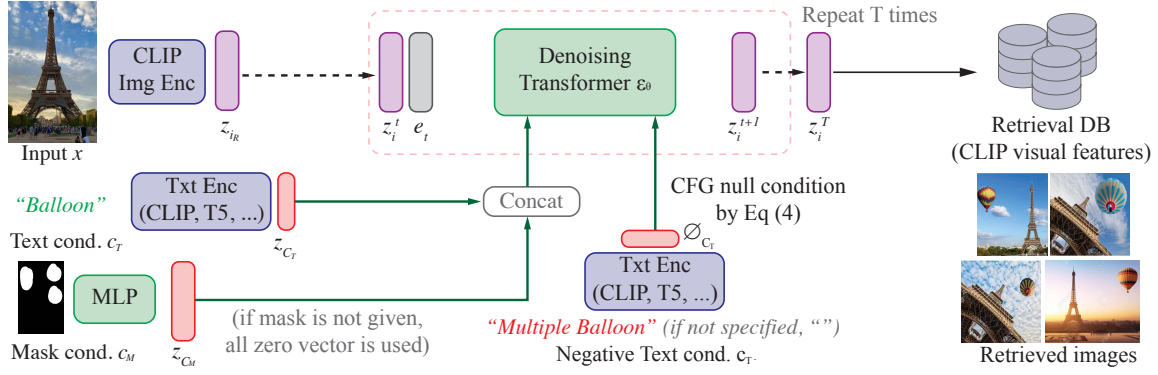 CLIP
Img Enc
z_{i_R}
Input x
z_i^t
e_t
Denoising
Transformer ε_θ
z_i^{t+1}
Repeat T times
z_i^T
Retrieval DB
(CLIP visual features)
“Balloon”
Text cond. c_T
Txt Enc
(CLIP, T5, ...)
z_{C_T}
Concat
CFG null condition
by Eq (4)
∅_{C_T}
Txt Enc
(CLIP, T5, ...)
MLP
Mask cond. c_M
z_{C_M}
(if mask is not given,
all zero vector is used)
“Multiple Balloon” (if not specified, “”)
Negative Text cond. c_{T-}
Retrieved images